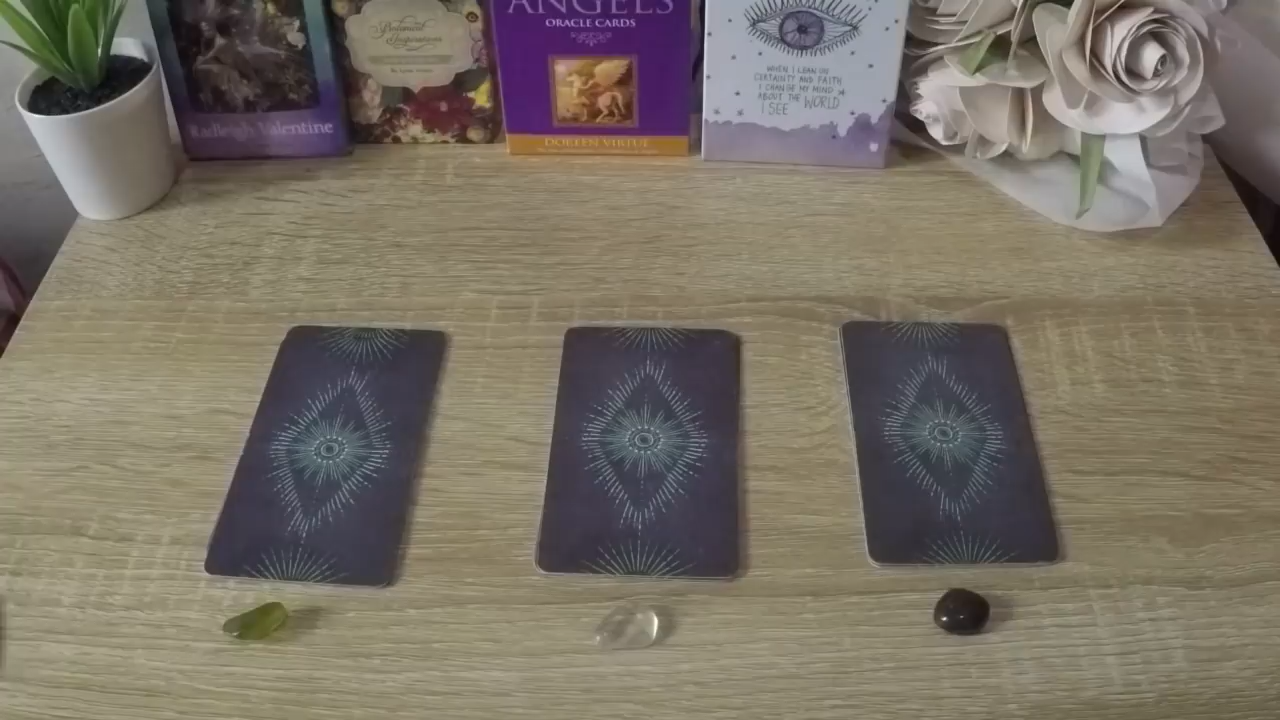 Radleigh Valentine
Botanical
Inspirations
ANGELS
ORACLE CARDS
DOREEN VIRTUE
WHEN I LEAN ON
CERTAINTY AND FAITH
I CHANGE MY MIND
ABOUT THE WORLD
I SEE